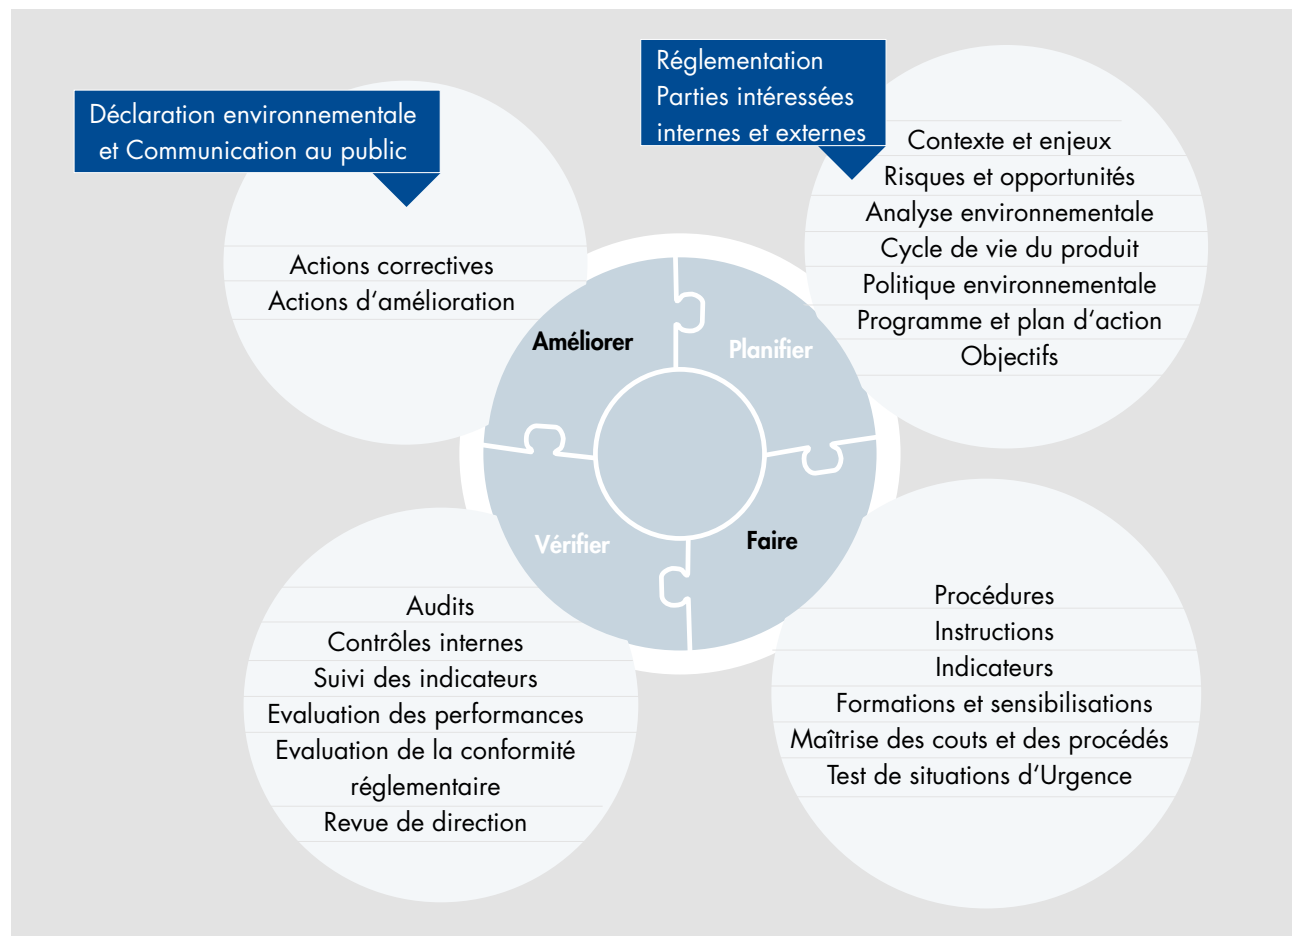 Déclaration environnementale
et Communication au public
Actions correctives
Actions d'amélioration
Réglementation
Parties intéressées
internes et externes
Contexte et enjeux
Risques et opportunités
Analyse environnementale
Cycle de vie du produit
Politique environnementale
Programme et plan d'action
Objectifs
Améliorer
Planifier
Vérifier
Faire
Audits
Contrôles internes
Suivi des indicateurs
Evaluation des performances
Evaluation de la conformité
réglementaire
Revue de direction
Procédures
Instructions
Indicateurs
Formations et sensibilisations
Maîtrise des couts et des procédés
Test de situations d'Urgence